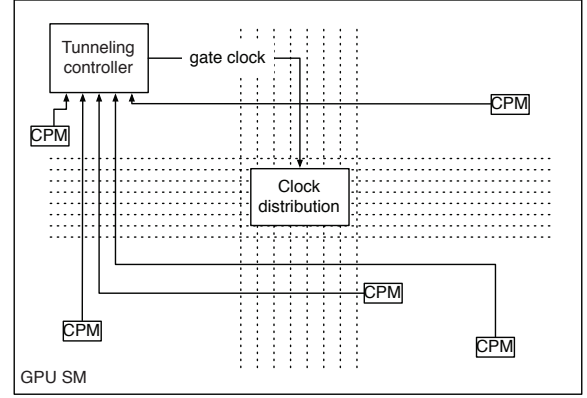 Tunneling
controller
gate clock
CPM
CPM
Clock
distribution
CPM
CPM
CPM
GPU SM